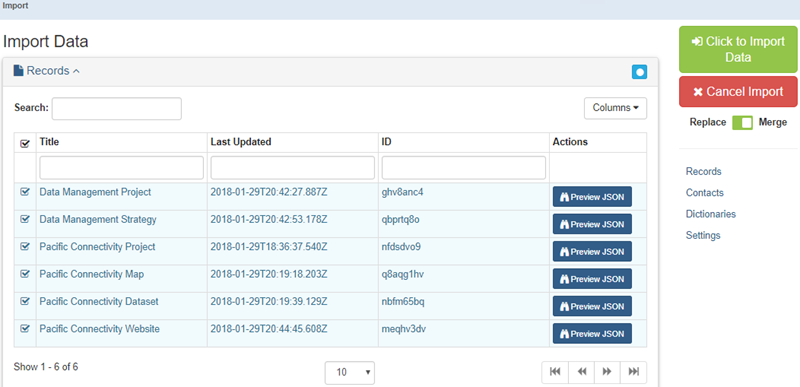 Import
Import Data
Click to Import Data
Records
Cancel Import
Search:
Columns
Replace Merge
Title Last Updated ID Actions
Data Management Project 2018-01-29T20:42:27.887Z ghv8anc4 Preview JSON
Data Management Strategy 2018-01-29T20:42:53.178Z qbprtq8o Preview JSON
Pacific Connectivity Project 2018-01-29T18:36:37.540Z nfdsdvo9 Preview JSON
Pacific Connectivity Map 2018-01-29T20:19:18.203Z q8aqg1hv Preview JSON
Pacific Connectivity Dataset 2018-01-29T20:19:39.129Z nbfm65bq Preview JSON
Pacific Connectivity Website 2018-01-29T20:44:45.608Z meqhv3dv Preview JSON
Show 1 - 6 of 6
10
Records
Contacts
Dictionaries
Settings